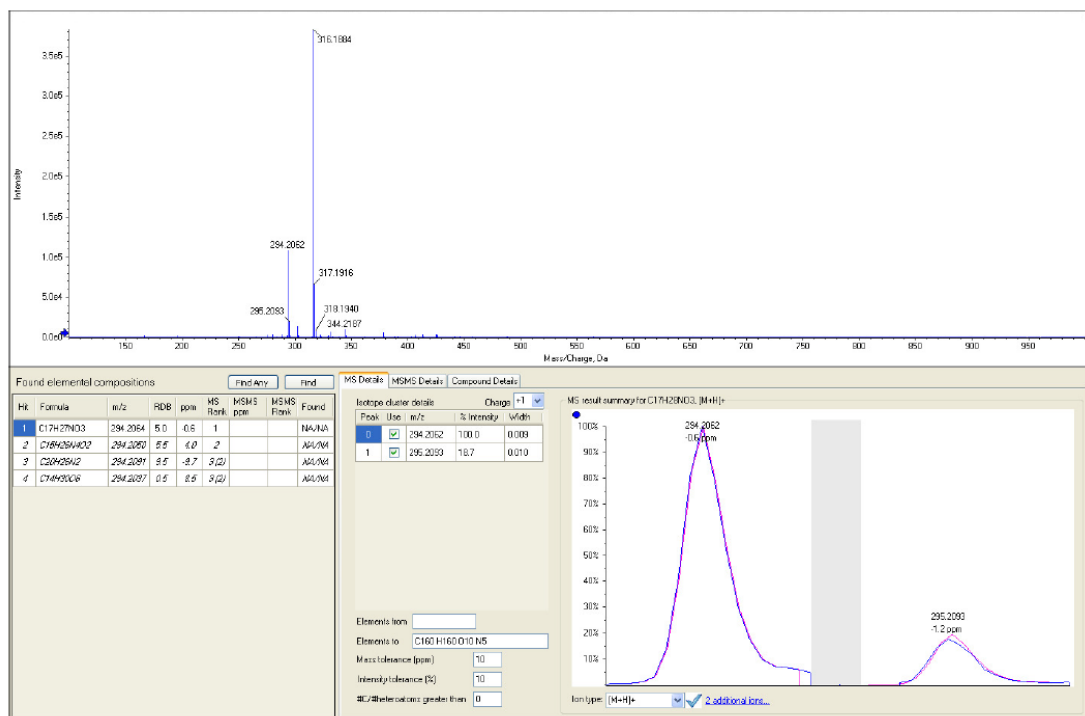 316.1884
3.5e5
3.0e5
2.5e5
2.0e5
1.5e5
1.0e5
5.0e4
0.0e0
Intensity
294.2062
317.1916
295.2093
318.1940
344.2187
150 200 250 300 350 400 450 500 550 600 650 700 750 800 850 900 950
Mass/Charge, Da
Found elemental compositions
Find Any
Find
Hit Formula m/z RDB ppm MS Rank MSMS ppm MSMS Rank Found
1 C17H27NO3 294.2064 5.0 -0.6 1 NA/NA
2 C15H26N4O2 294.2050 5.5 4.0 2 NA/NA
3 C20H26N2 294.2091 9.5 -9.7 3 (2) NA/NA
4 C14H30O6 294.2037 0.5 8.5 3 (2) NA/NA
MS Details MSMS Details Compound Details
Isotope cluster details Charge +1
Peak Use m/z % Intensity Width
0 294.2062 100.0 0.009
1 295.2093 18.7 0.010
Elements from
Elements to C160 H160 O10 N5
Mass tolerance (ppm) 10
Intensity tolerance (%) 10
#C/#heteroatoms greater than 0
MS result summary for C17H28NO3, [M+H]+
100%
90%
80%
70%
60%
50%
40%
30%
20%
10%
294.2062
-0.6 ppm
295.2093
-1.2 ppm
Ion type: [M+H]+ 2 additional ions...